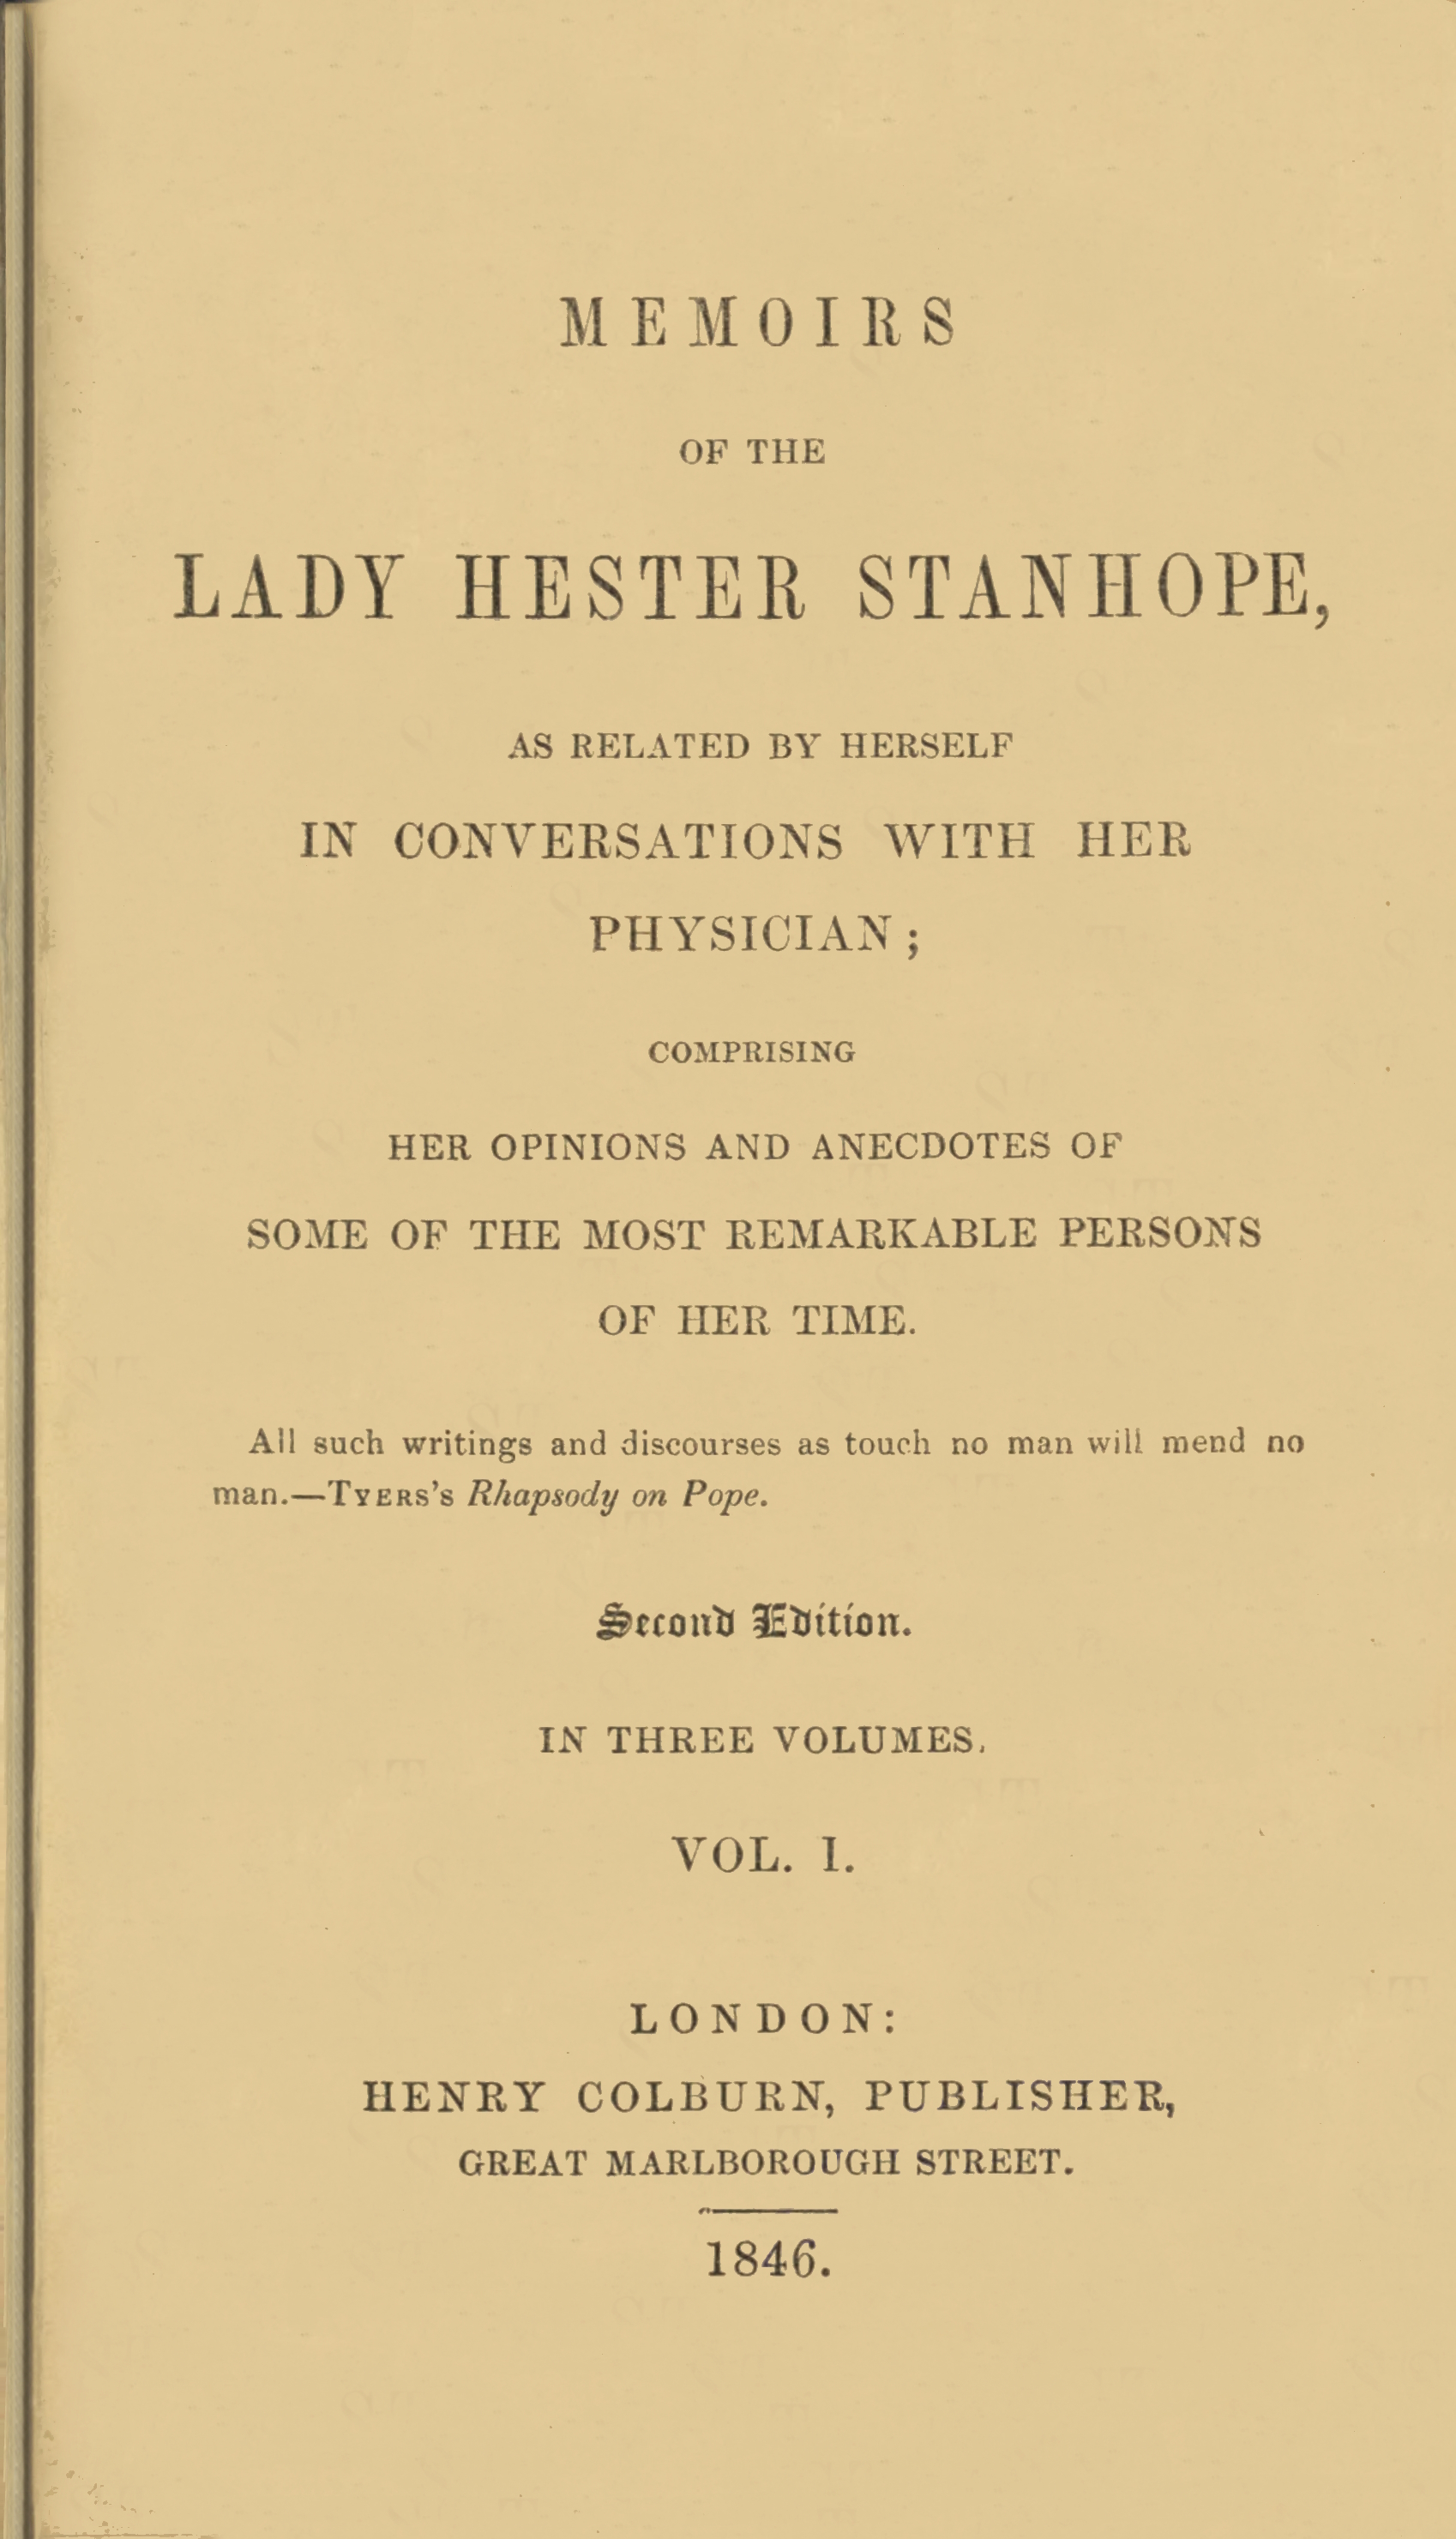 MEMOIRS
OF THE
LADY HESTER STANHOPE,
AS RELATED BY HERSELF
IN CONVERSATIONS WITH HER
PHYSICIAN;
COMPRISING
HER OPINIONS AND ANECDOTES OF
SOME OF THE MOST REMARKABLE PERSONS
OF HER TIME.
All such writings and discourses as touch no man will mend no
man.—TYERS'S Rhapsody on Pope.
Second Edition.
IN THREE VOLUMES.
VOL. I.
LONDON:
HENRY COLBURN, PUBLISHER,
GREAT MARLBOROUGH STREET.
1846.